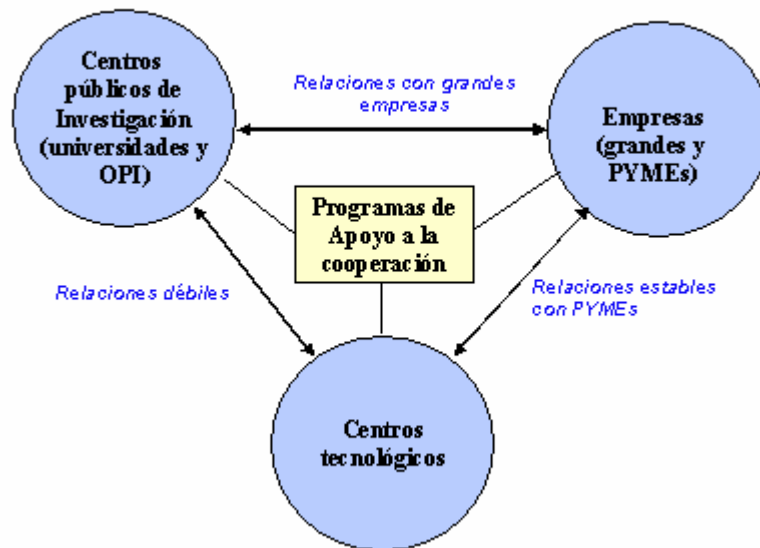 Centros
públicos de
Investigación
(universidades y
OPI)
Relaciones con grandes
empresas
Empresas
(grandes y
PYMEs)
Programas de
Apoyo a la
cooperación
Relaciones débiles
Relaciones estables
con PYMEs
Centros
tecnológicos